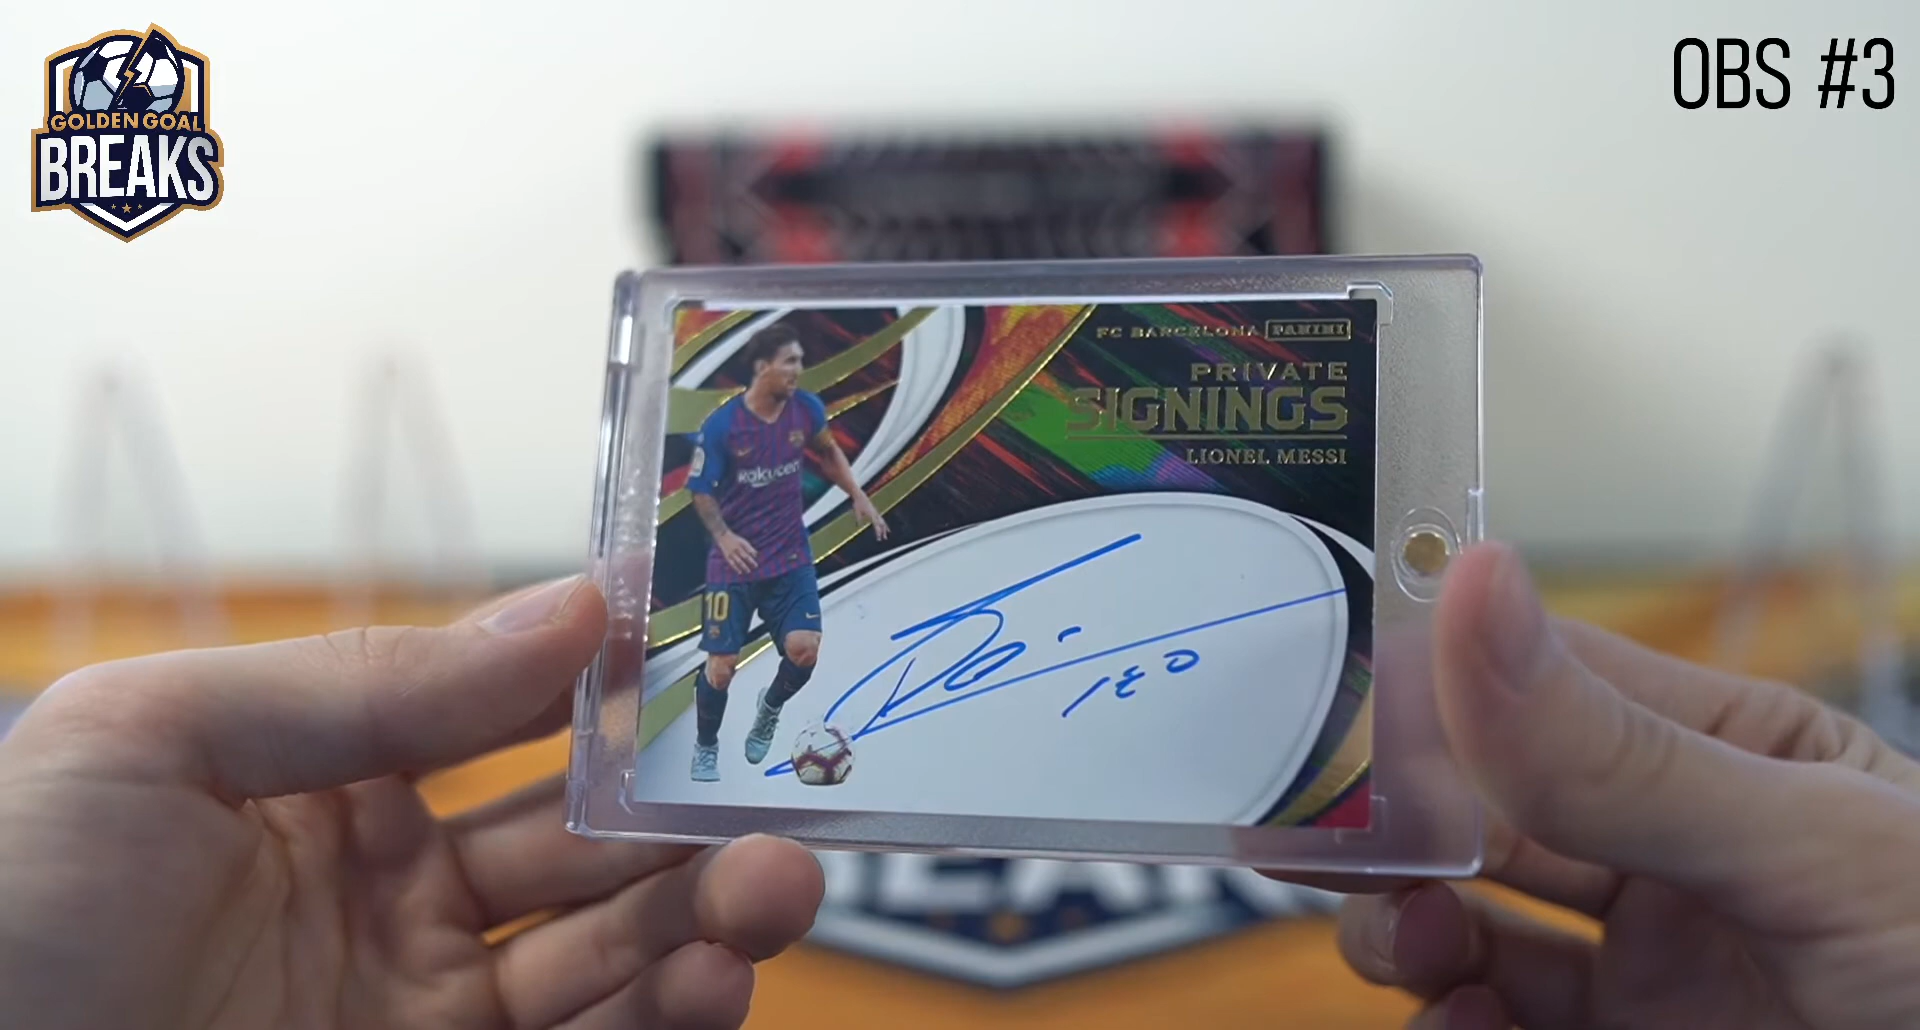 GOLDEN GOAL
BREAKS
OBS #3
FC BARCELONA PANINI
PRIVATE
SIGNINGS
LIONEL MESSI
Rakuten
10